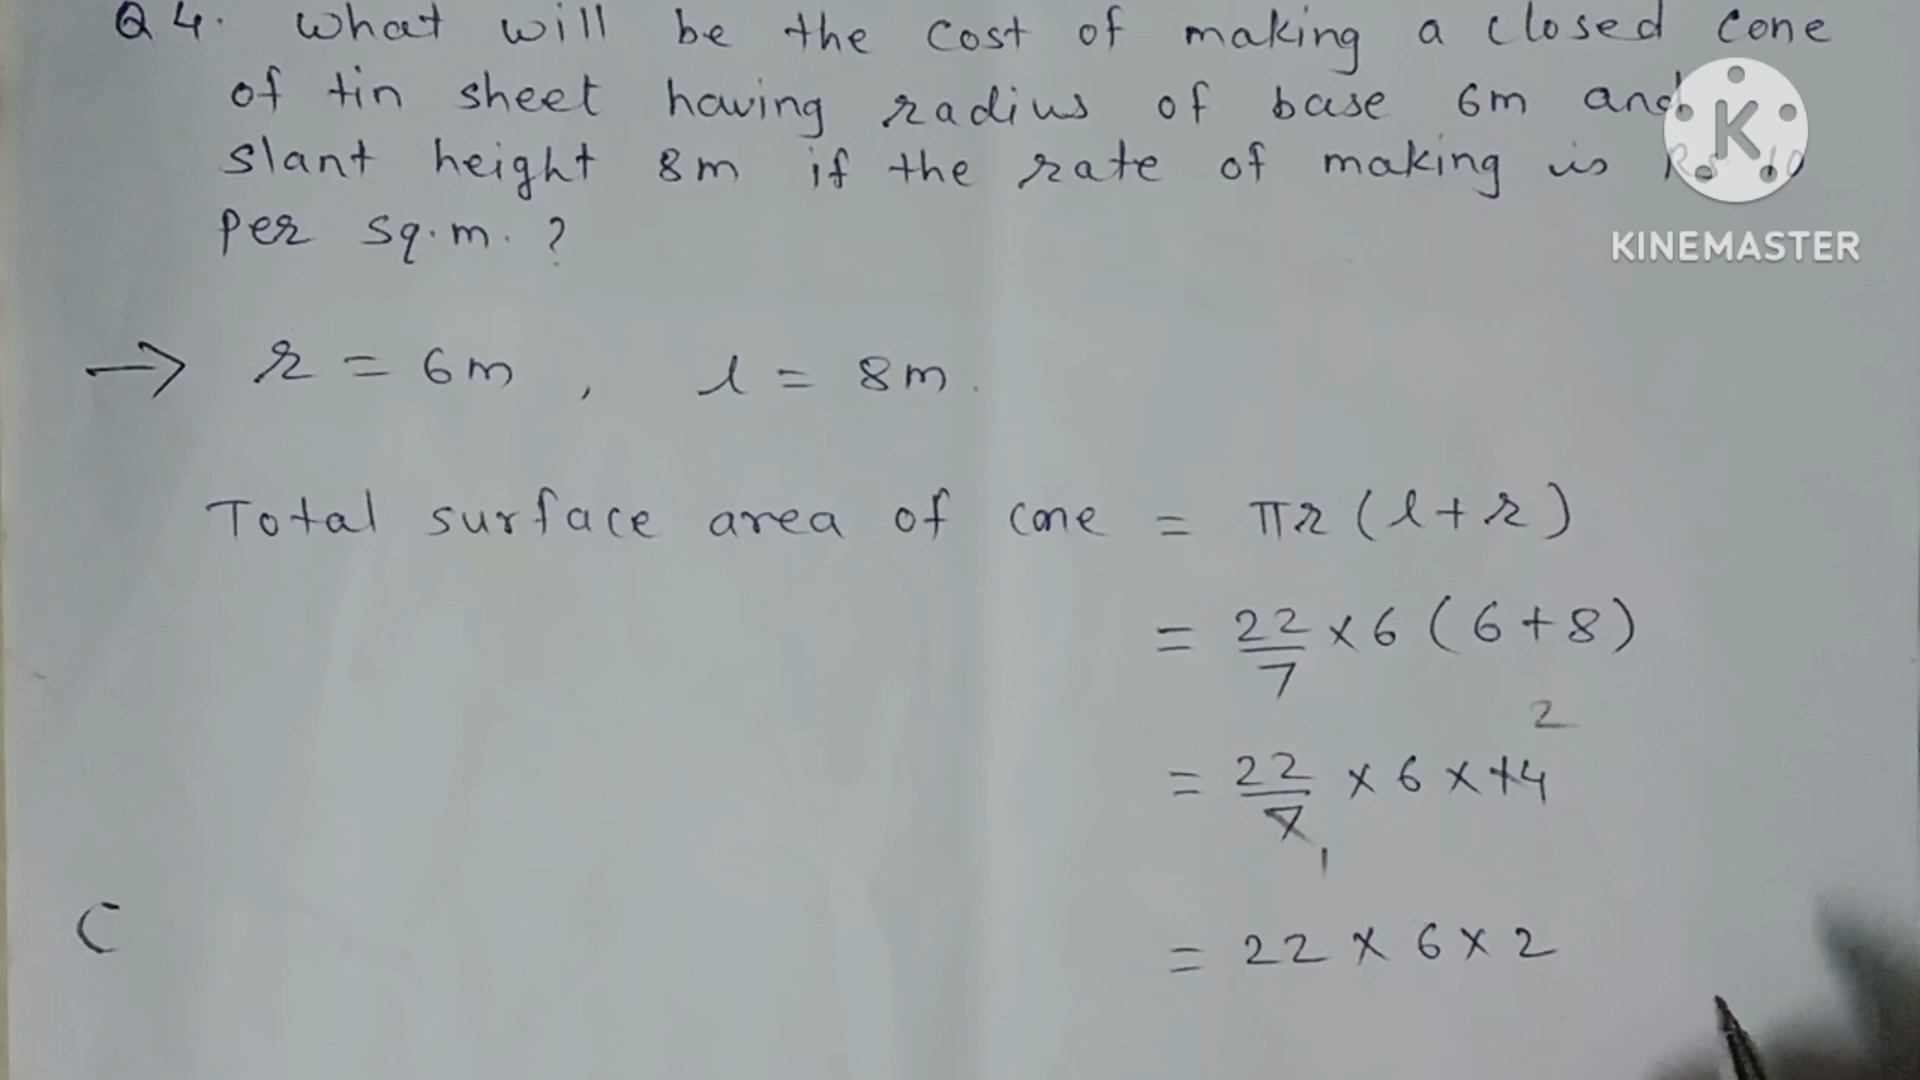 Q4. What will be the cost of making a closed cone
of tin sheet having radius of base 6m and
K
slant height 8m if the rate of making is Rs. 10
per sq.m. ?
KINEMASTER
→ r = 6m , l = 8m.
Total surface area of cone = πr (l+r)
= 22/7 × 6 (6+8)
2
= 22/7 × 6 × 14
1
C
= 22 × 6 × 2